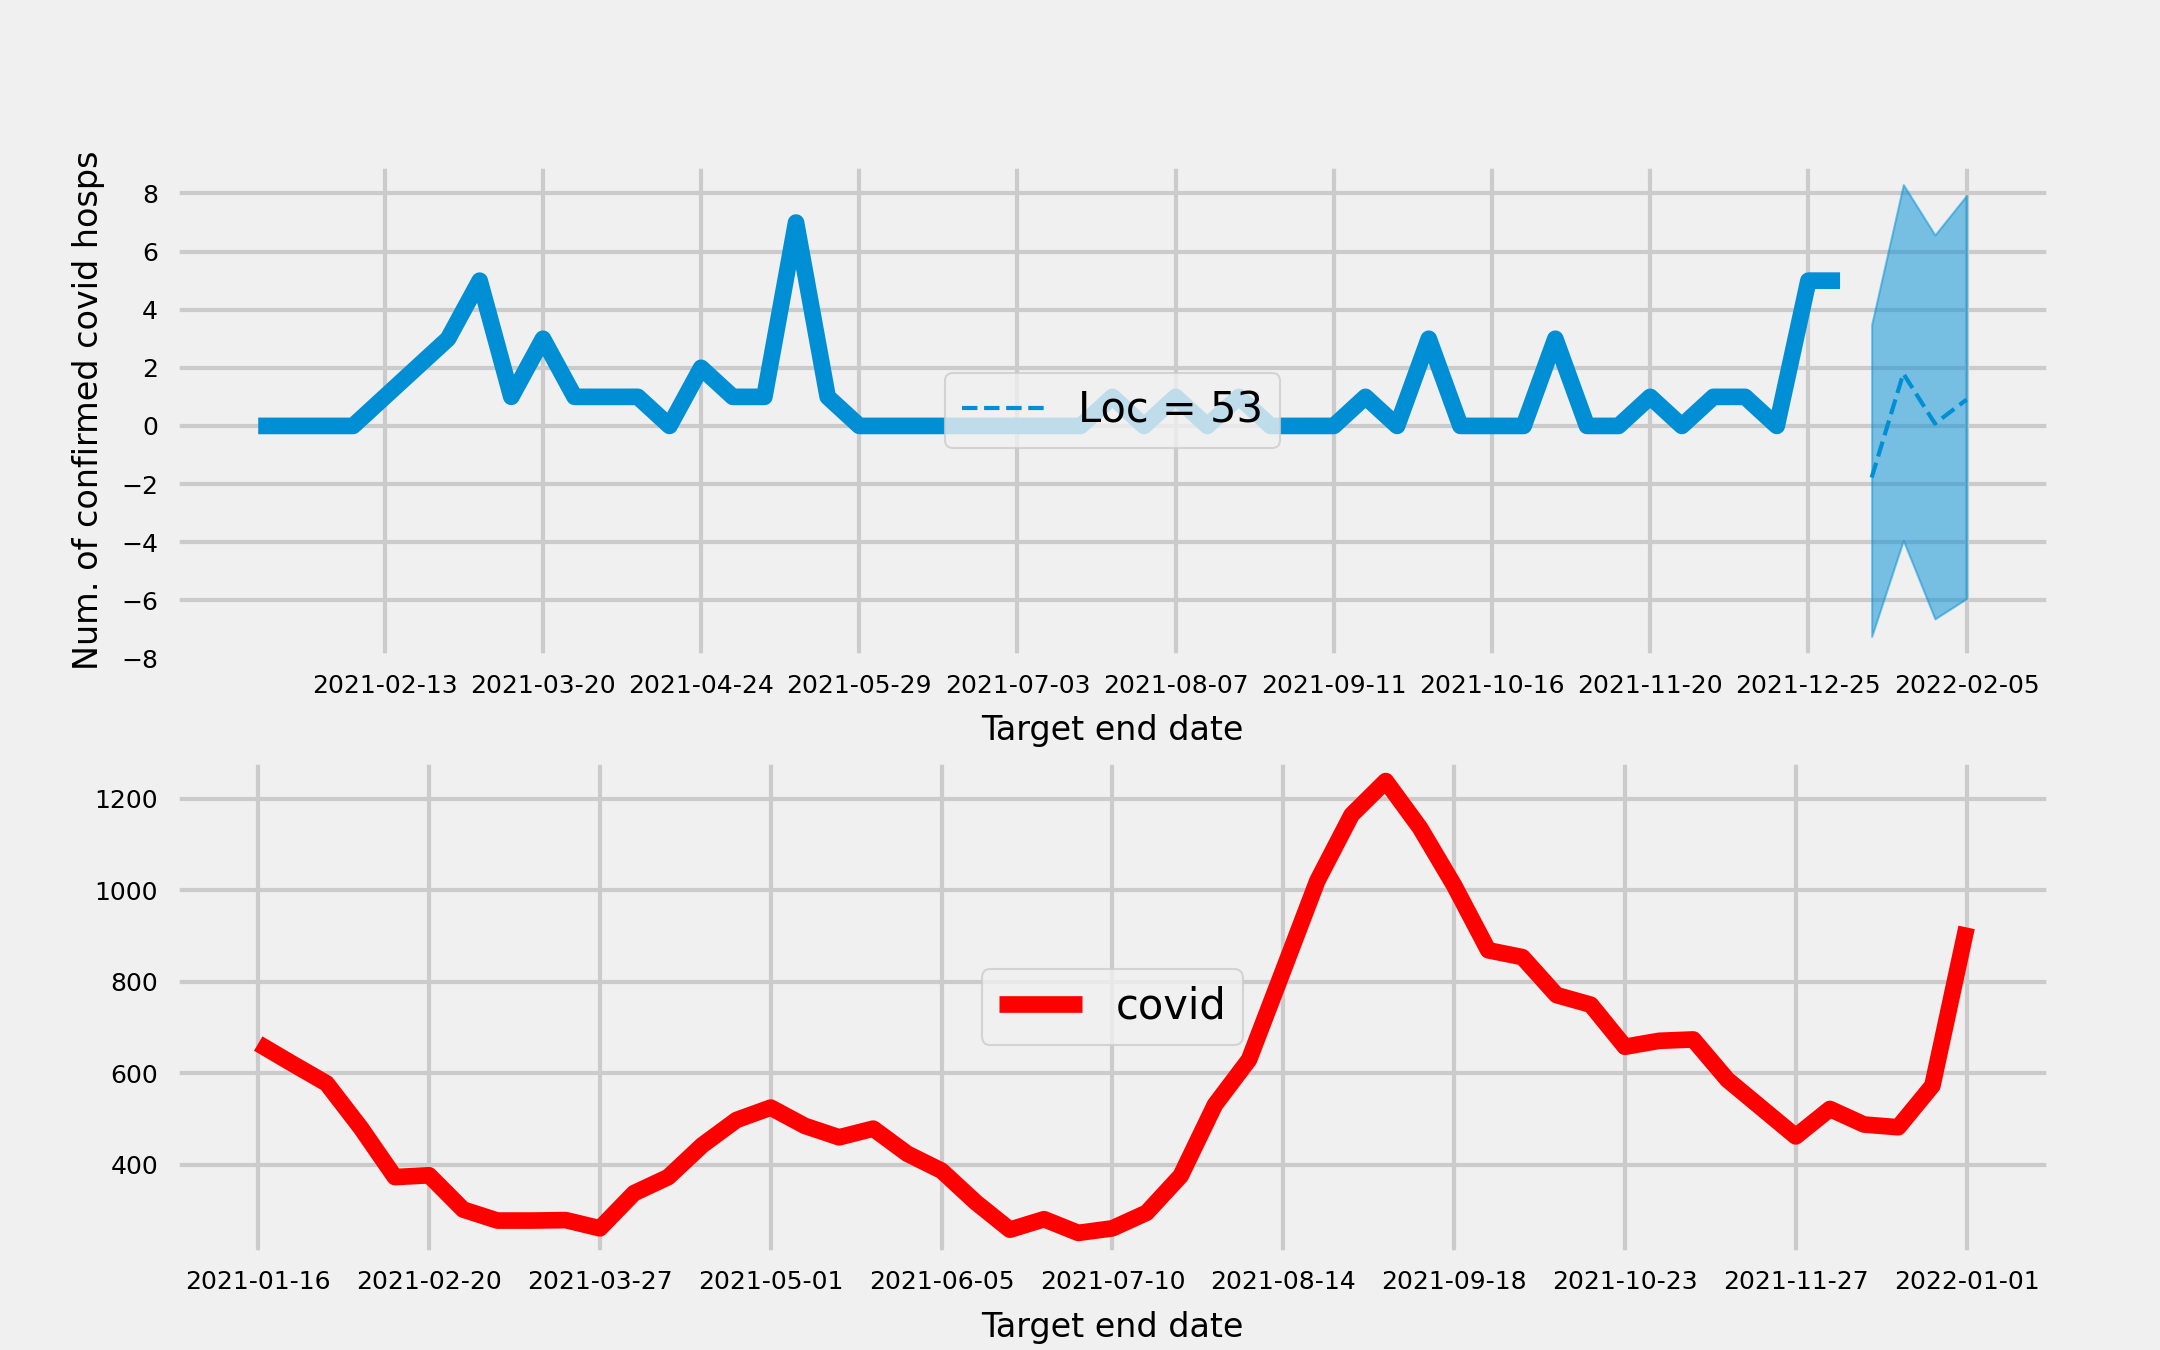 Num. of confirmed covid hosps
8
6
4
2
0
−2
−4
−6
−8
Loc = 53
2021-02-13 2021-03-20 2021-04-24 2021-05-29 2021-07-03 2021-08-07 2021-09-11 2021-10-16 2021-11-20 2021-12-25 2022-02-05
Target end date
1200
1000
800
600
400
covid
2021-01-16 2021-02-20 2021-03-27 2021-05-01 2021-06-05 2021-07-10 2021-08-14 2021-09-18 2021-10-23 2021-11-27 2022-01-01
Target end date